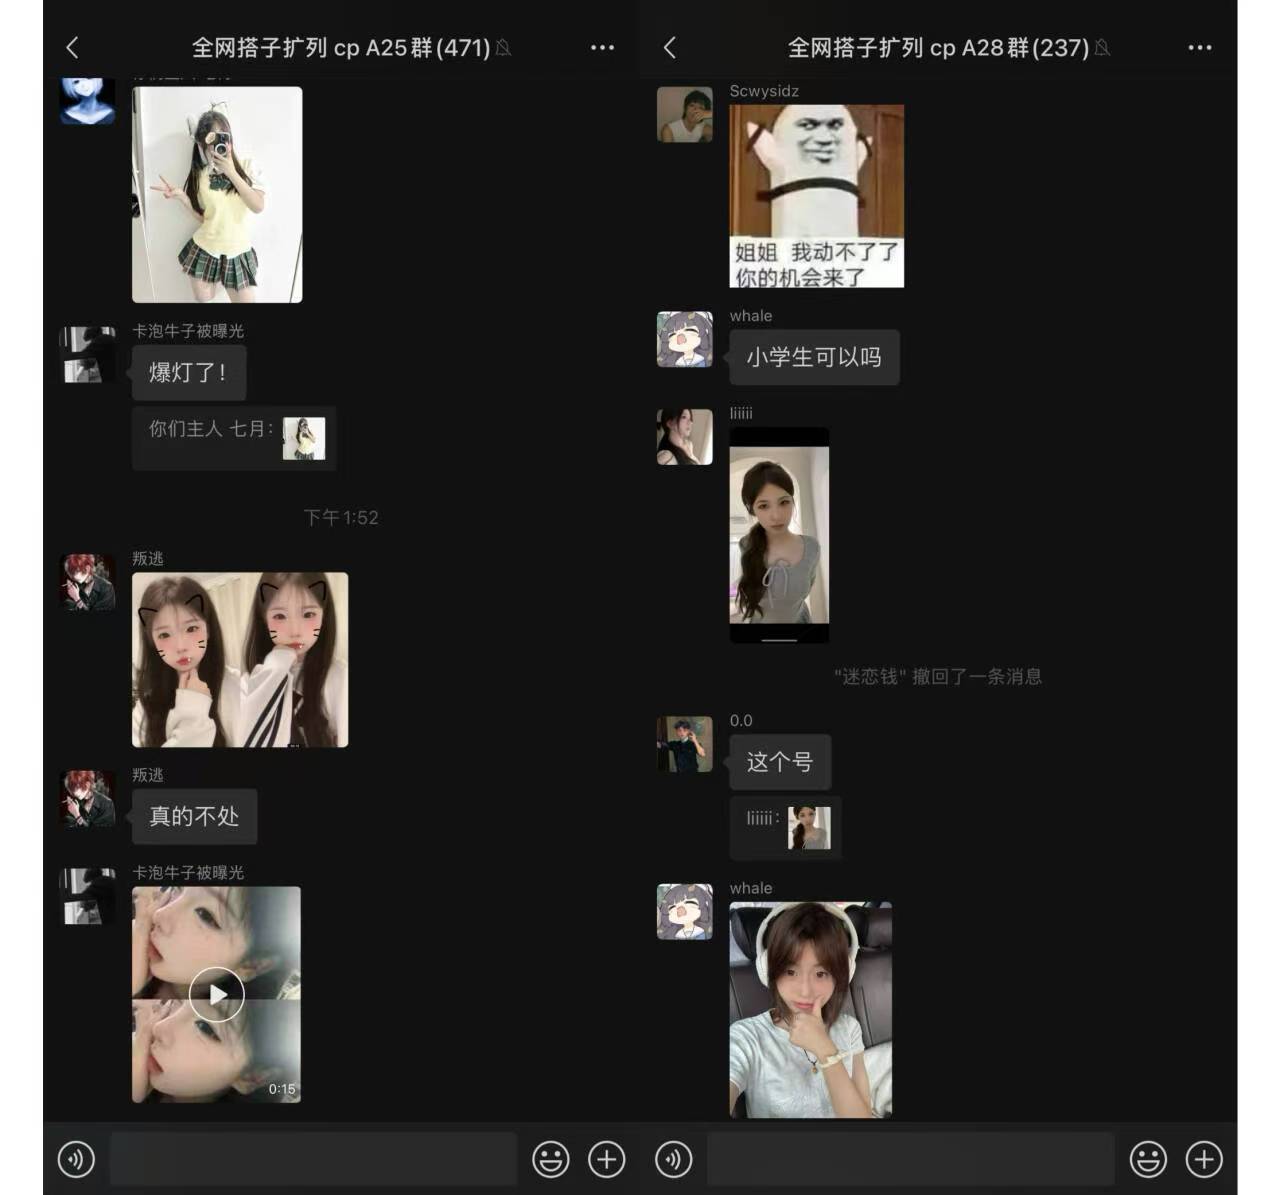 全网搭子扩列 cp A25群(471)
卡泡牛子被曝光
爆灯了！
你们主人 七月：
下午1:52
叛逃
叛逃
真的不处
卡泡牛子被曝光
0:15
全网搭子扩列 cp A28群(237)
Scwysidz
姐姐 我动不了了
你的机会来了
whale
小学生可以吗
liiiiii
"迷恋钱" 撤回了一条消息
0.0
这个号
liiiiii：
whale